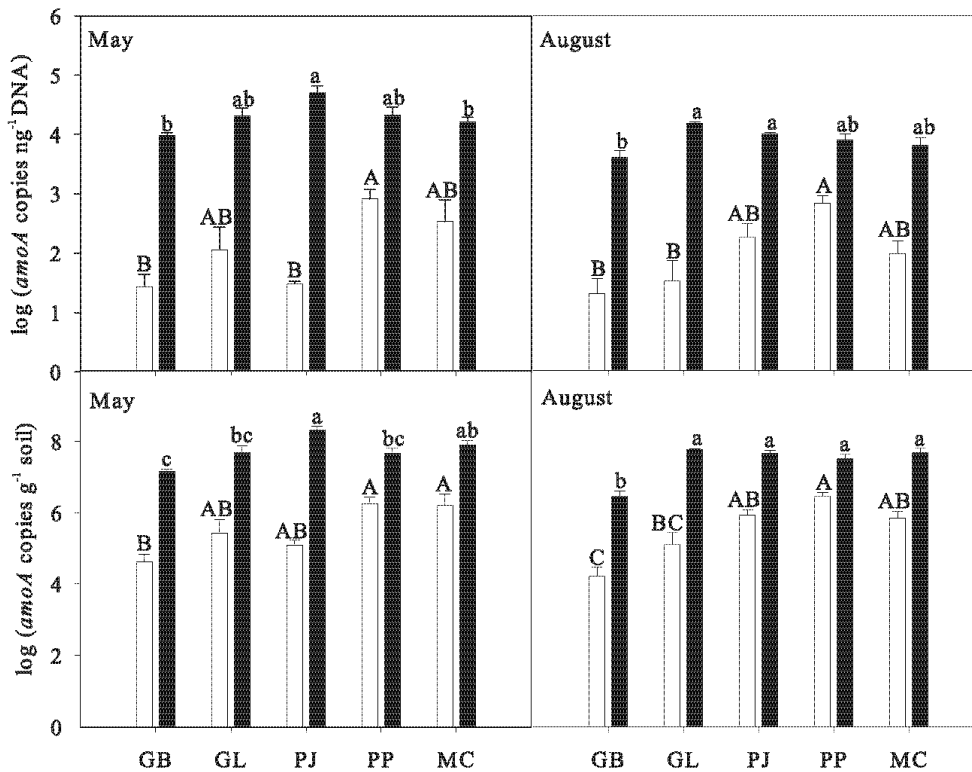 6
5
4
3
2
1
0
log (amoA copies ng⁻¹ DNA)
May
b
ab
a
ab
b
B
AB
B
A
AB
August
b
a
a
ab
ab
B
B
AB
A
AB
8
6
4
2
0
log (amoA copies g⁻¹ soil)
May
c
bc
a
bc
ab
B
AB
AB
A
A
August
b
a
a
a
a
C
BC
AB
A
AB
GB GL PJ PP MC
GB GL PJ PP MC